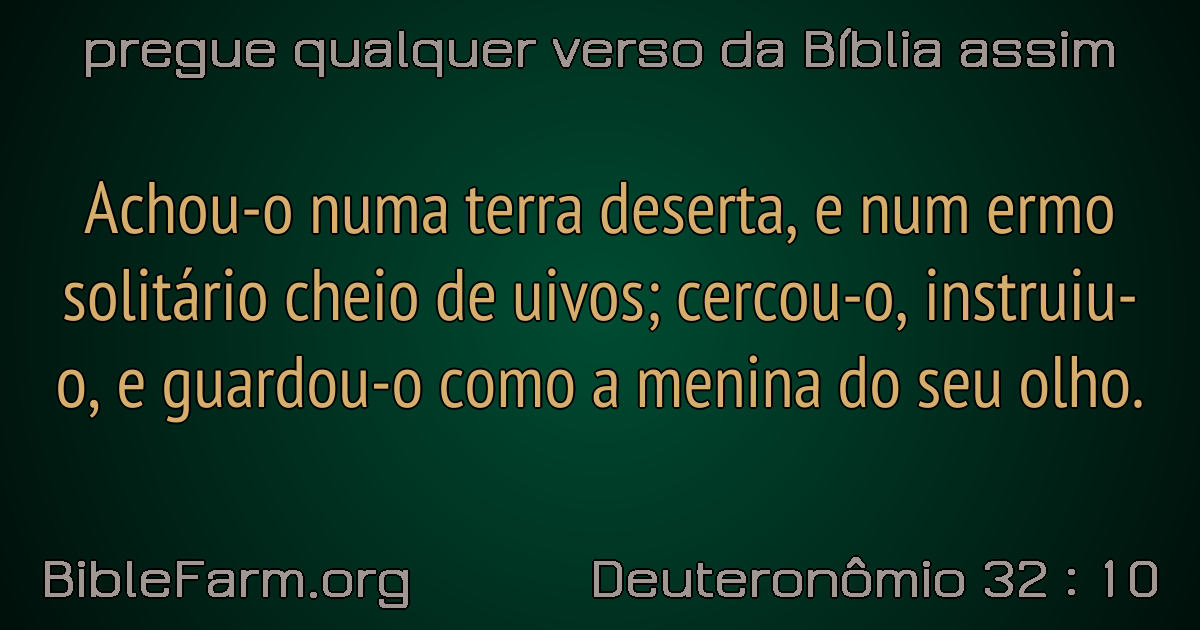 pregue qualquer verso da Bíblia assim
Achou-o numa terra deserta, e num ermo
solitário cheio de uivos; cercou-o, instruiu-
o, e guardou-o como a menina do seu olho.
BibleFarm.org
Deuteronômio 32 : 10